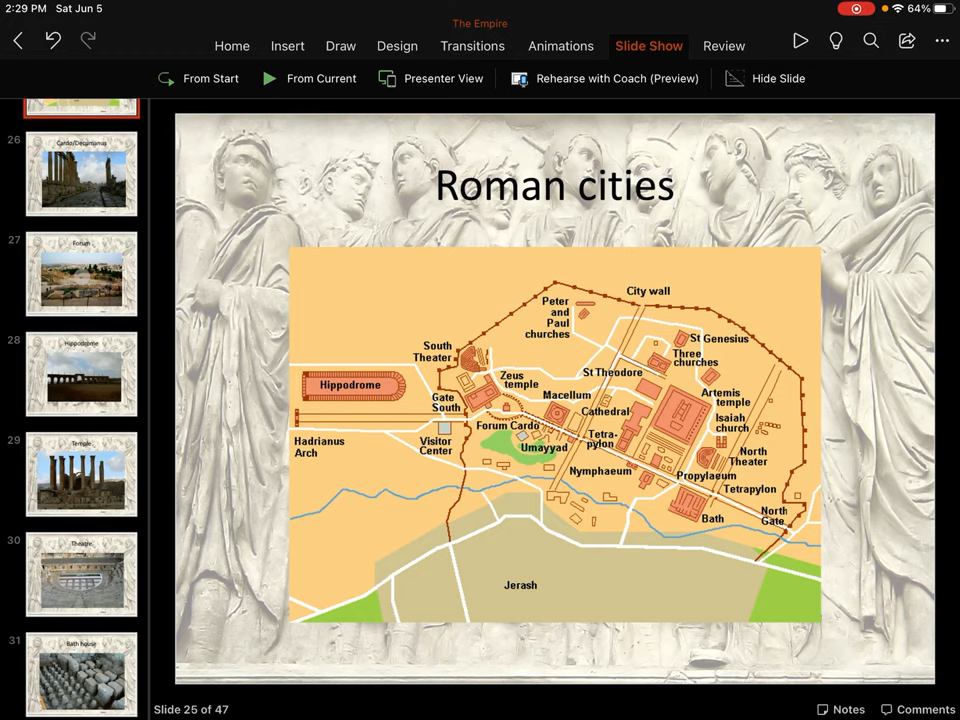 2:29 PM Sat Jun 5
64%
The Empire
Home Insert Draw Design Transitions Animations Slide Show Review
From Start From Current Presenter View Rehearse with Coach (Preview) Hide Slide
26
Cardo/Decumanus
27
Forum
28
Hippodrome
29
Temple
30
Theatre
31
Bath house
Roman cities
City wall
Peter
and
Paul
churches
St Genesius
South
Theater
Three
churches
St Theodore
Zeus
temple
Hippodrome
Macellum
Artemis
temple
Gate
South
Cathedral
Isaiah
church
Forum Cardo
Tetra-
pylon
Hadrianus
Arch
Visitor
Center
Umayyad
North
Theater
Nymphaeum
Propylaeum
Tetrapylon
Bath
North
Gate
Jerash
Slide 25 of 47
Notes Comments